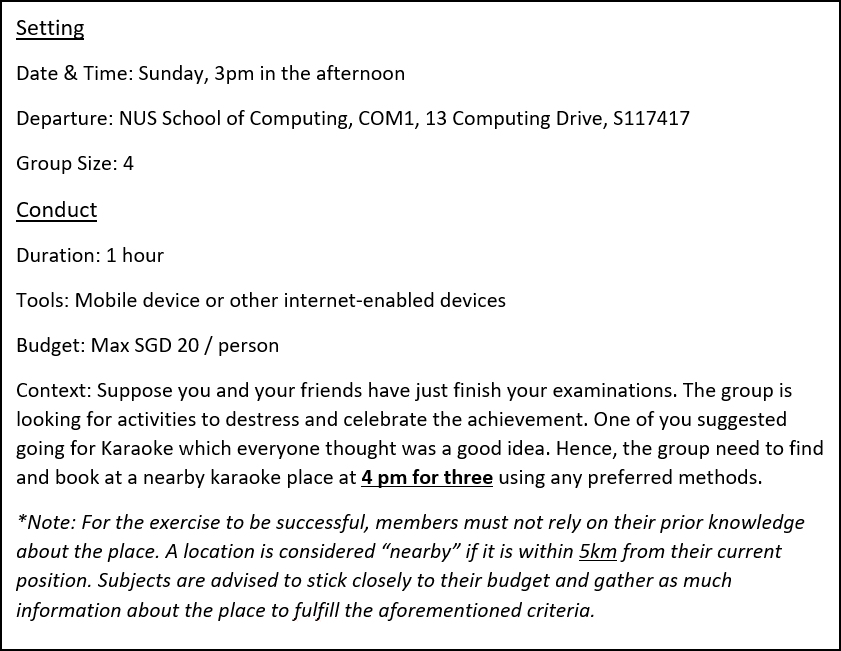 Setting
Date & Time: Sunday, 3pm in the afternoon
Departure: NUS School of Computing, COM1, 13 Computing Drive, S117417
Group Size: 4
Conduct
Duration: 1 hour
Tools: Mobile device or other internet-enabled devices
Budget: Max SGD 20 / person
Context: Suppose you and your friends have just finish your examinations. The group is
looking for activities to destress and celebrate the achievement. One of you suggested
going for Karaoke which everyone thought was a good idea. Hence, the group need to find
and book at a nearby karaoke place at 4 pm for three using any preferred methods.
*Note: For the exercise to be successful, members must not rely on their prior knowledge
about the place. A location is considered “nearby” if it is within 5km from their current
position. Subjects are advised to stick closely to their budget and gather as much
information about the place to fulfill the aforementioned criteria.